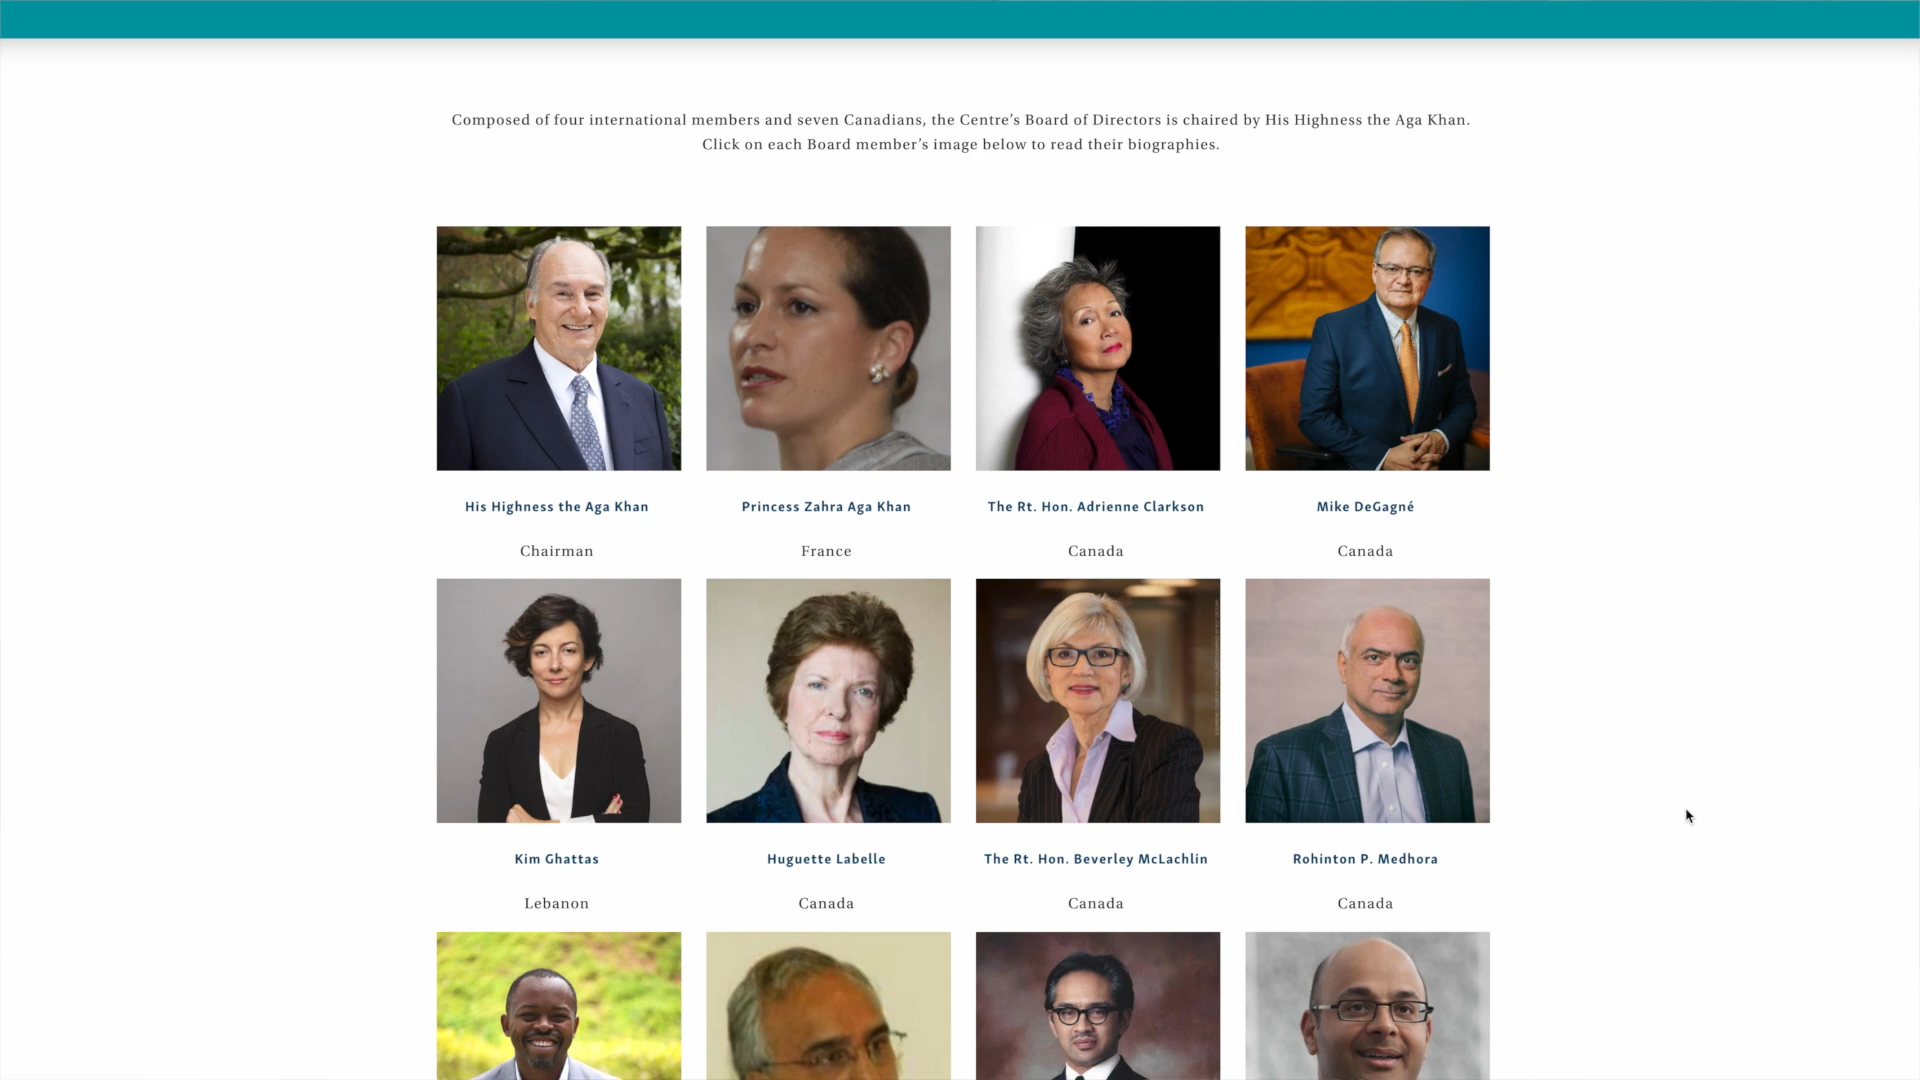 Composed of four international members and seven Canadians, the Centre’s Board of Directors is chaired by His Highness the Aga Khan.
Click on each Board member’s image below to read their biographies.
His Highness the Aga Khan
Princess Zahra Aga Khan
The Rt. Hon. Adrienne Clarkson
Mike DeGagné
Chairman
France
Canada
Canada
Kim Ghattas
Huguette Labelle
The Rt. Hon. Beverley McLachlin
Rohinton P. Medhora
Lebanon
Canada
Canada
Canada